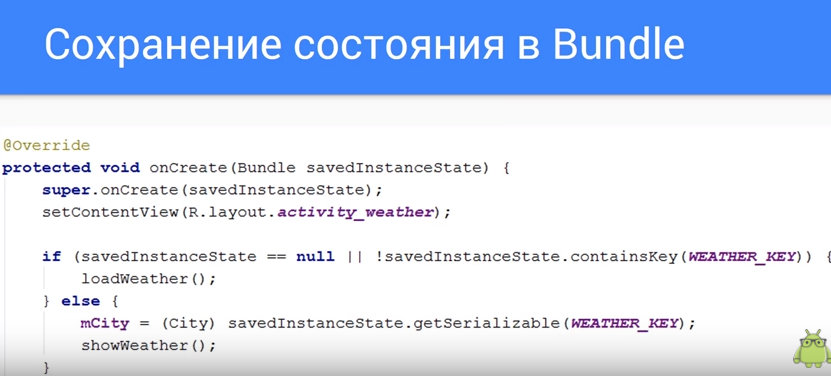 Сохранение состояния в Bundle
@Override
protected void onCreate(Bundle savedInstanceState) {
super.onCreate(savedInstanceState);
setContentView(R.layout.activity_weather);
if (savedInstanceState == null || !savedInstanceState.containsKey(WEATHER_KEY)) {
loadWeather();
} else {
mCity = (City) savedInstanceState.getSerializable(WEATHER_KEY);
showWeather();
}